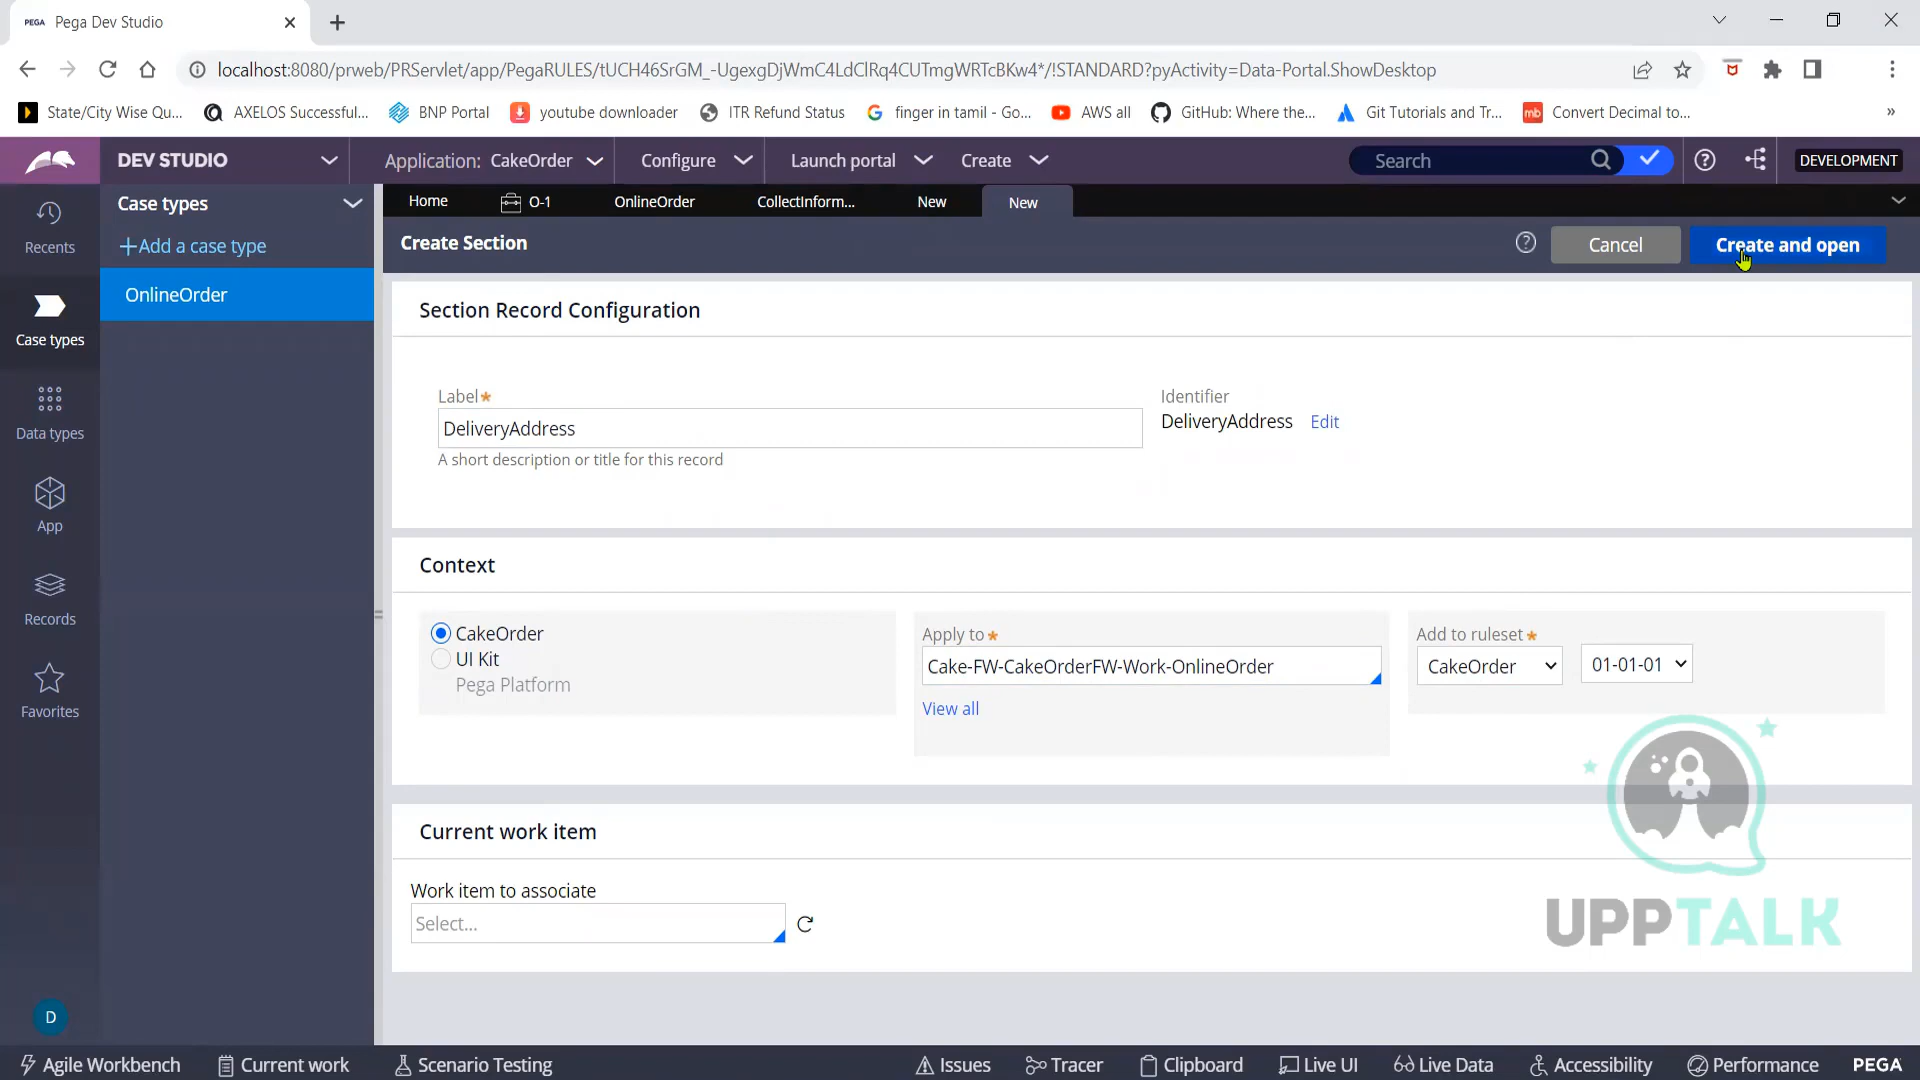 PEGA Pega Dev Studio
localhost:8080/prweb/PRServlet/app/PegaRULES/tUCH46SrGM_-UgexgDjWmC4LdClRq4CUTmgWRTcBKw4*/!STANDARD?pyActivity=Data-Portal.ShowDesktop
State/City Wise Qu... AXELOS Successful... BNP Portal youtube downloader ITR Refund Status finger in tamil - Go... AWS all GitHub: Where the... Git Tutorials and Tr... mb Convert Decimal to... »
DEV STUDIO Application: CakeOrder Configure Launch portal Create Search DEVELOPMENT
Case types
Home O-1 OnlineOrder CollectInform... New New
Recents
+Add a case type
Create Section
Cancel Create and open
OnlineOrder
Section Record Configuration
Case types
Label*
Identifier
DeliveryAddress
DeliveryAddress Edit
Data types
A short description or title for this record
App
Context
CakeOrder
Apply to*
Add to ruleset*
Records
UI Kit
Cake-FW-CakeOrderFW-Work-OnlineOrder
CakeOrder 01-01-01
Pega Platform
View all
Favorites
Current work item
Work item to associate
Select...
UPPTALK
D
Agile Workbench Current work Scenario Testing Issues Tracer Clipboard Live UI Live Data Accessibility Performance PEGA